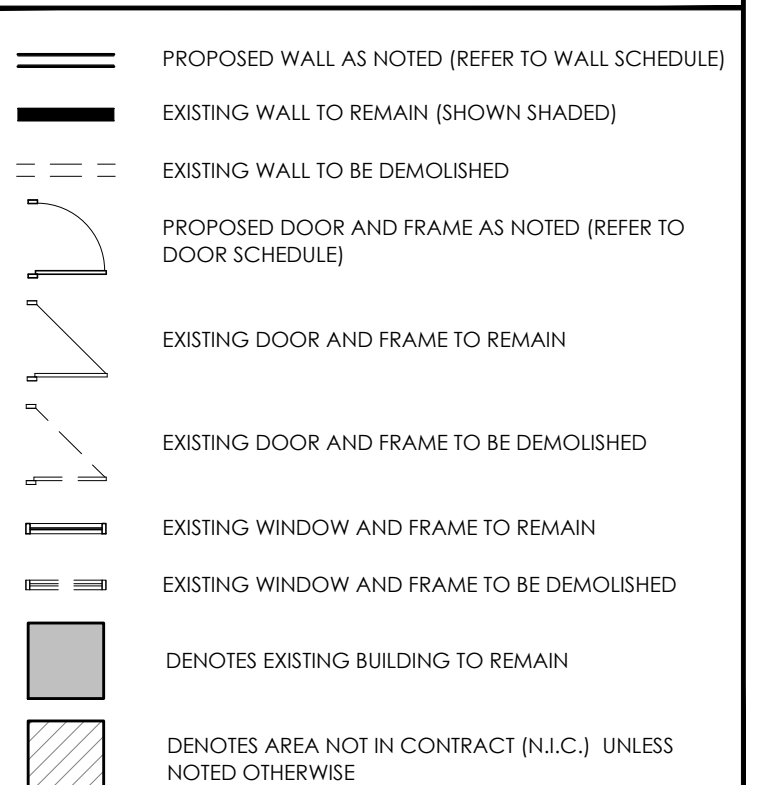 PROPOSED WALL AS NOTED (REFER TO WALL SCHEDULE)
EXISTING WALL TO REMAIN (SHOWN SHADED)
EXISTING WALL TO BE DEMOLISHED
PROPOSED DOOR AND FRAME AS NOTED (REFER TO
DOOR SCHEDULE)
EXISTING DOOR AND FRAME TO REMAIN
EXISTING DOOR AND FRAME TO BE DEMOLISHED
EXISTING WINDOW AND FRAME TO REMAIN
EXISTING WINDOW AND FRAME TO BE DEMOLISHED
DENOTES EXISTING BUILDING TO REMAIN
DENOTES AREA NOT IN CONTRACT (N.I.C.) UNLESS
NOTED OTHERWISE